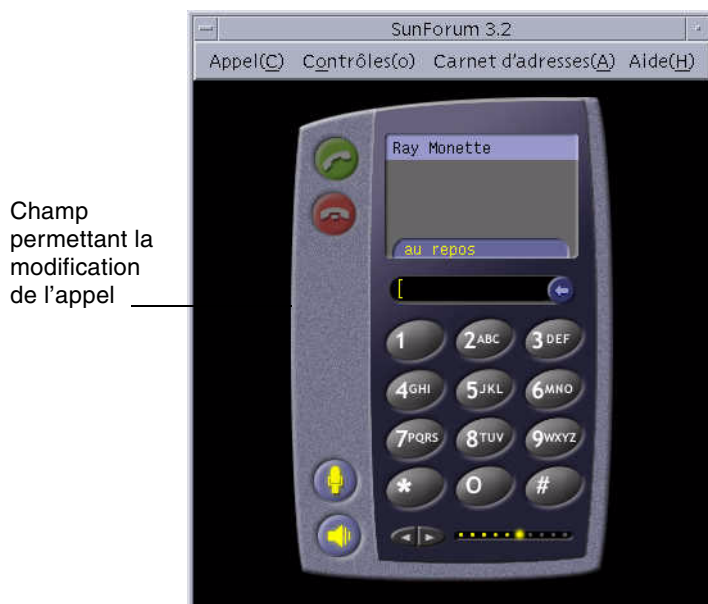 SunForum 3.2
Appel(C) Contrôles(o) Carnet d'adresses(A) Aide(H)
Ray Monette
au repos
Champ
permettant la
modification
de l'appel
[
1 2ABC 3DEF
4GHI 5JKL 6MNO
7PQRS 8TUV 9WXYZ
* O #